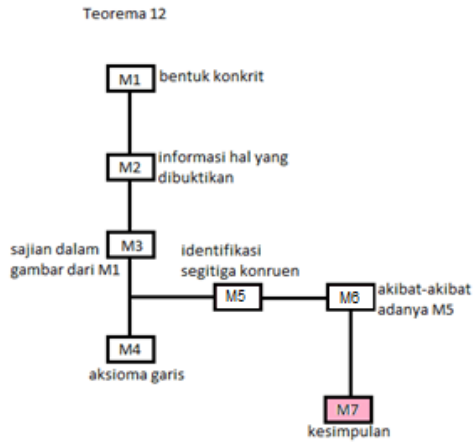 Teorema 12
M1
bentuk konkrit
M2
informasi hal yang
dibuktikan
M3
sajian dalam
gambar dari M1
identifikasi
segitiga konruen
M5
M6
akibat-akibat
adanya M5
M4
aksioma garis
M7
kesimpulan